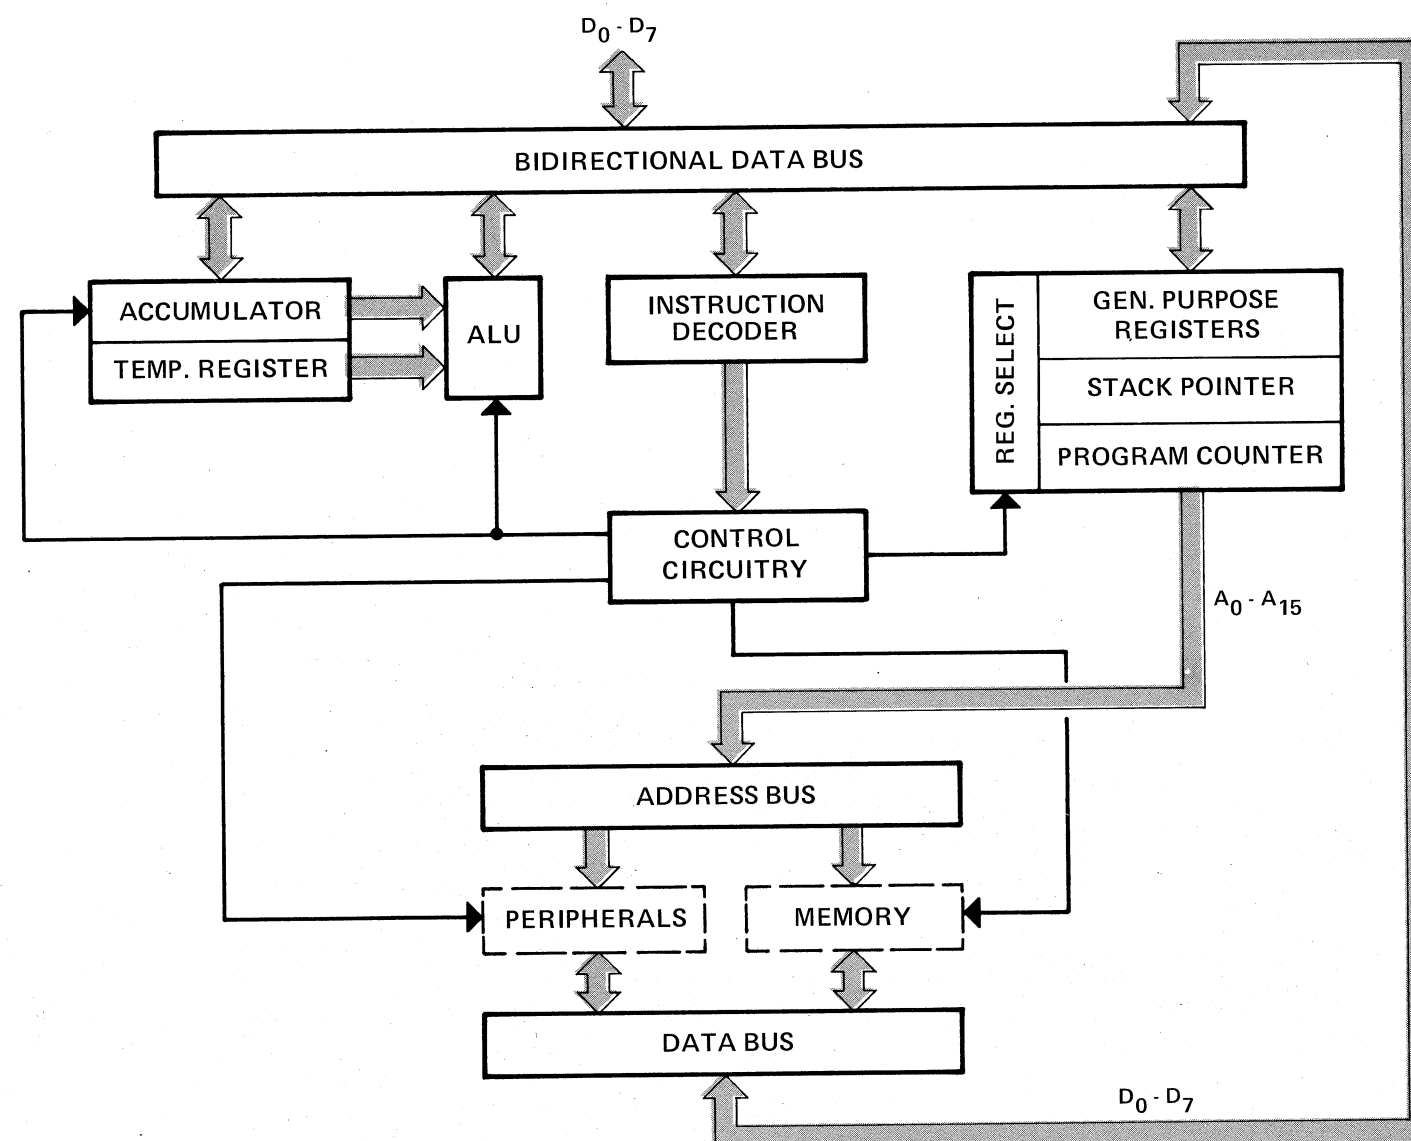 D0 - D7
BIDIRECTIONAL DATA BUS
ACCUMULATOR
TEMP. REGISTER
ALU
INSTRUCTION
DECODER
REG. SELECT
GEN. PURPOSE
REGISTERS
STACK POINTER
PROGRAM COUNTER
CONTROL
CIRCUITRY
A0 - A15
ADDRESS BUS
PERIPHERALS
MEMORY
DATA BUS
D0 - D7